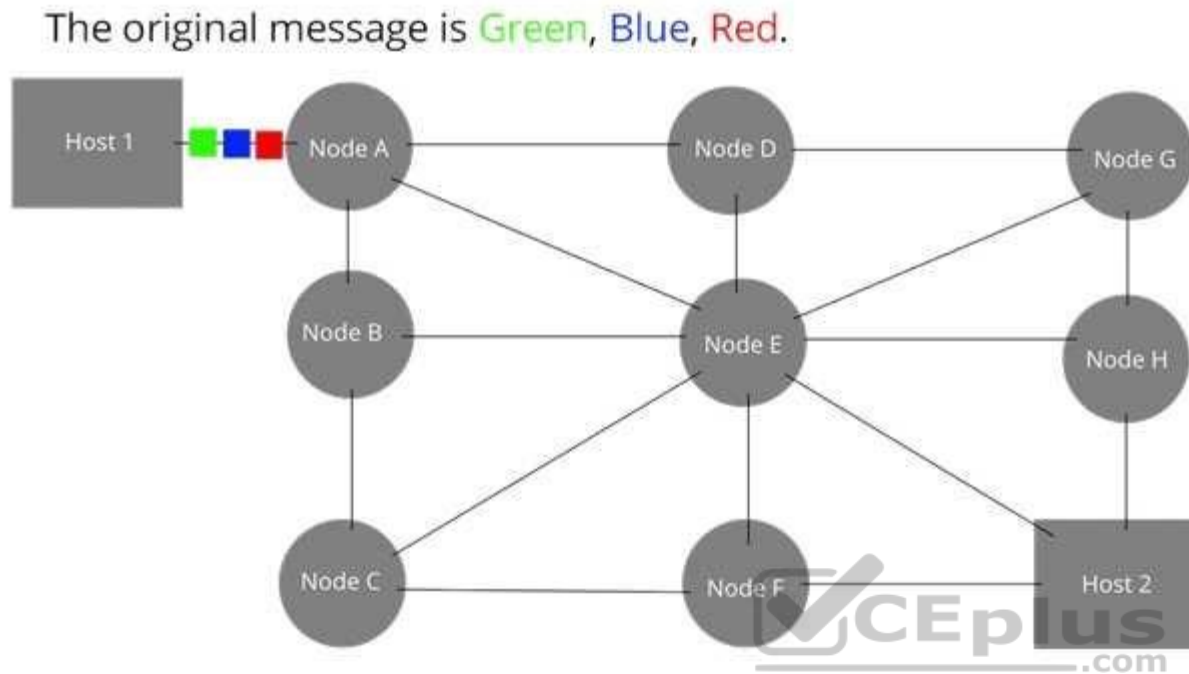 The original message is Green, Blue, Red.
Host 1
Node A
Node D
Node G
Node B
Node E
Node H
Node C
Node F
Host 2
VCEplus
.com